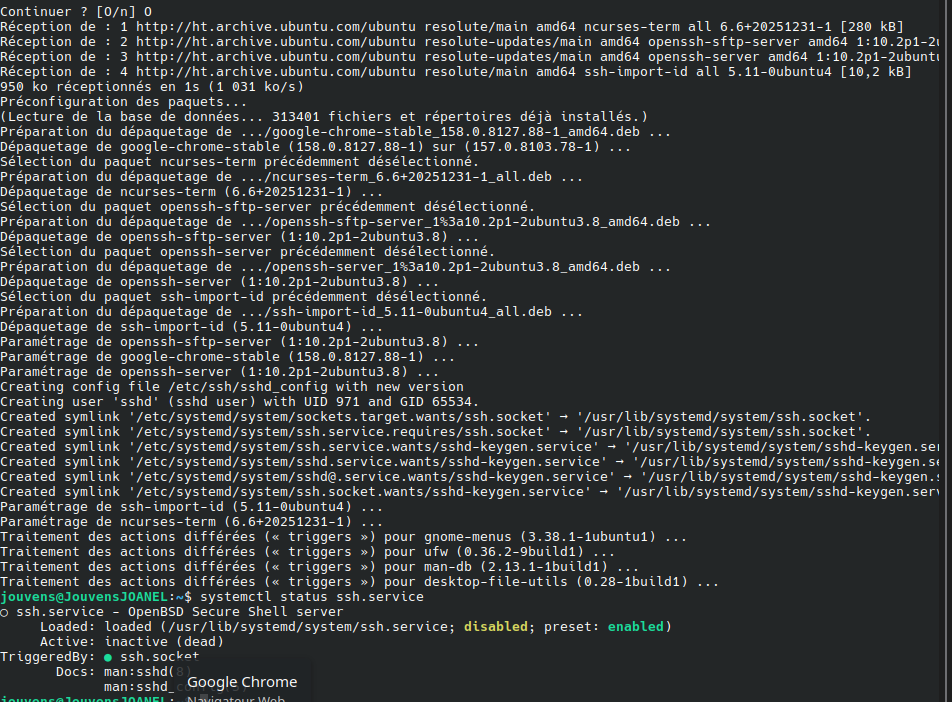 Continuer ? [O/n] O
Réception de : 1 http://ht.archive.ubuntu.com/ubuntu resolute/main amd64 ncurses-term all 6.6+20251231-1 [280 kB]
Réception de : 2 http://ht.archive.ubuntu.com/ubuntu resolute-updates/main amd64 openssh-sftp-server amd64 1:10.2p1-2u
Réception de : 3 http://ht.archive.ubuntu.com/ubuntu resolute-updates/main amd64 openssh-server amd64 1:10.2p1-2ubuntu
Réception de : 4 http://ht.archive.ubuntu.com/ubuntu resolute/main amd64 ssh-import-id all 5.11-0ubuntu4 [10,2 kB]
950 ko réceptionnés en 1s (1 031 ko/s)
Préconfiguration des paquets...
(Lecture de la base de données... 313401 fichiers et répertoires déjà installés.)
Préparation du dépaquetage de .../google-chrome-stable_158.0.8127.88-1_amd64.deb ...
Dépaquetage de google-chrome-stable (158.0.8127.88-1) sur (157.0.8103.78-1) ...
Sélection du paquet ncurses-term précédemment désélectionné.
Préparation du dépaquetage de .../ncurses-term_6.6+20251231-1_all.deb ...
Dépaquetage de ncurses-term (6.6+20251231-1) ...
Sélection du paquet openssh-sftp-server précédemment désélectionné.
Préparation du dépaquetage de .../openssh-sftp-server_1%3a10.2p1-2ubuntu3.8_amd64.deb ...
Dépaquetage de openssh-sftp-server (1:10.2p1-2ubuntu3.8) ...
Sélection du paquet openssh-server précédemment désélectionné.
Préparation du dépaquetage de .../openssh-server_1%3a10.2p1-2ubuntu3.8_amd64.deb ...
Dépaquetage de openssh-server (1:10.2p1-2ubuntu3.8) ...
Sélection du paquet ssh-import-id précédemment désélectionné.
Préparation du dépaquetage de .../ssh-import-id_5.11-0ubuntu4_all.deb ...
Dépaquetage de ssh-import-id (5.11-0ubuntu4) ...
Paramétrage de openssh-sftp-server (1:10.2p1-2ubuntu3.8) ...
Paramétrage de google-chrome-stable (158.0.8127.88-1) ...
Paramétrage de openssh-server (1:10.2p1-2ubuntu3.8) ...
Creating config file /etc/ssh/sshd_config with new version
Creating user 'sshd' (sshd user) with UID 971 and GID 65534.
Created symlink '/etc/systemd/system/sockets.target.wants/ssh.socket' → '/usr/lib/systemd/system/ssh.socket'.
Created symlink '/etc/systemd/system/ssh.service.requires/ssh.socket' → '/usr/lib/systemd/system/ssh.socket'.
Created symlink '/etc/systemd/system/ssh.service.wants/sshd-keygen.service' → '/usr/lib/systemd/system/sshd-keygen.ser
Created symlink '/etc/systemd/system/sshd.service.wants/sshd-keygen.service' → '/usr/lib/systemd/system/sshd-keygen.se
Created symlink '/etc/systemd/system/sshd@.service.wants/sshd-keygen.service' → '/usr/lib/systemd/system/sshd-keygen.s
Created symlink '/etc/systemd/system/ssh.socket.wants/sshd-keygen.service' → '/usr/lib/systemd/system/sshd-keygen.serv
Paramétrage de ssh-import-id (5.11-0ubuntu4) ...
Paramétrage de ncurses-term (6.6+20251231-1) ...
Traitement des actions différées (« triggers ») pour gnome-menus (3.38.1-1ubuntu1) ...
Traitement des actions différées (« triggers ») pour ufw (0.36.2-9build1) ...
Traitement des actions différées (« triggers ») pour man-db (2.13.1-1build1) ...
Traitement des actions différées (« triggers ») pour desktop-file-utils (0.28-1build1) ...
jouvens@JouvensJOANEL:~$ systemctl status ssh.service
○ ssh.service - OpenBSD Secure Shell server
Loaded: loaded (/usr/lib/systemd/system/ssh.service; disabled; preset: enabled)
Active: inactive (dead)
TriggeredBy: ● ssh.socket
Docs: man:sshd(8)
man:sshd_config(5)
Google Chrome
jouvens@JouvensJOANEL:
Navigateur Web